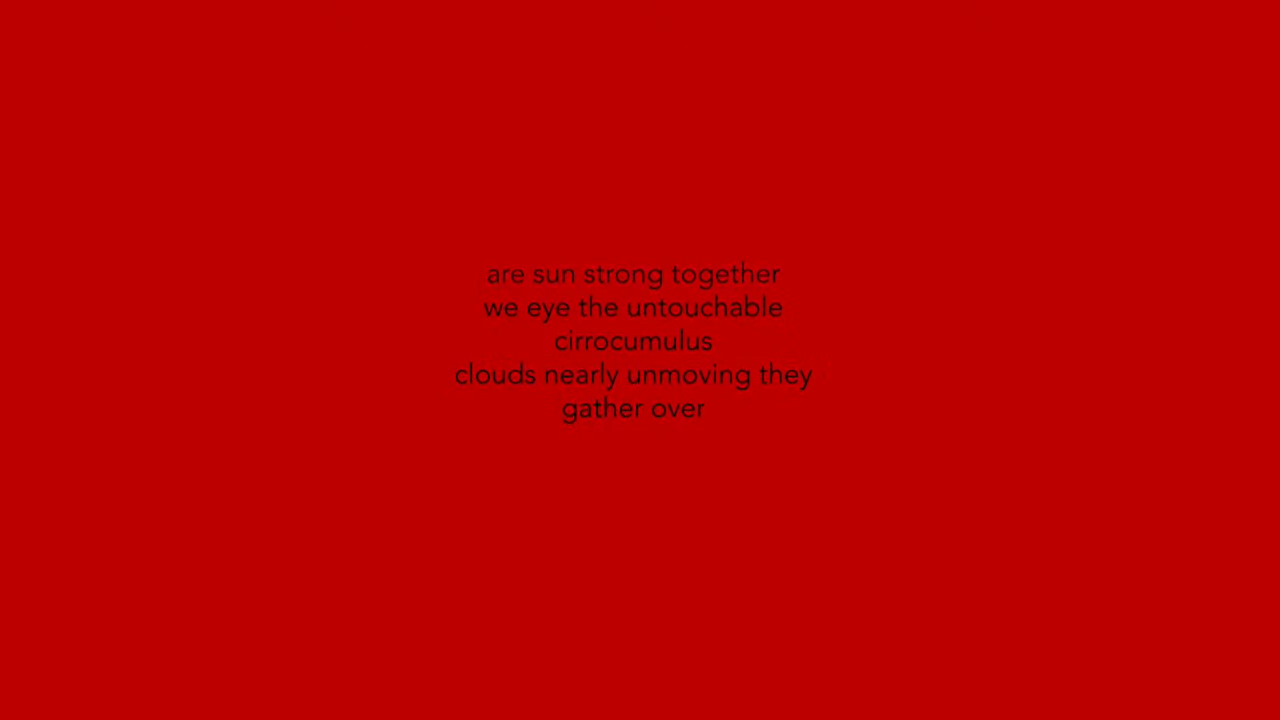 are sun strong together
we eye the untouchable
cirrocumulus
clouds nearly unmoving they
gather over